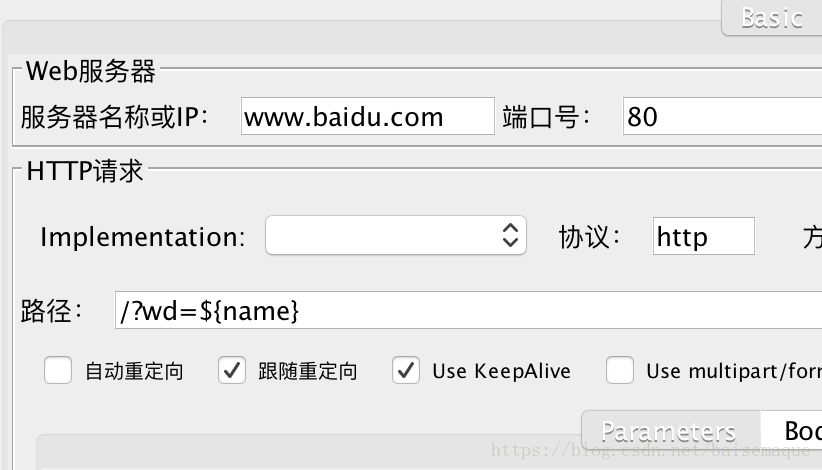 Basic
Web服务器
服务器名称或IP： www.baidu.com 端口号： 80
HTTP请求
Implementation: 协议： http 方
路径： /?wd=${name}
自动重定向 跟随重定向 Use KeepAlive Use multipart/form
Parameters Bod
https://blog.csdn.net/baisemaque